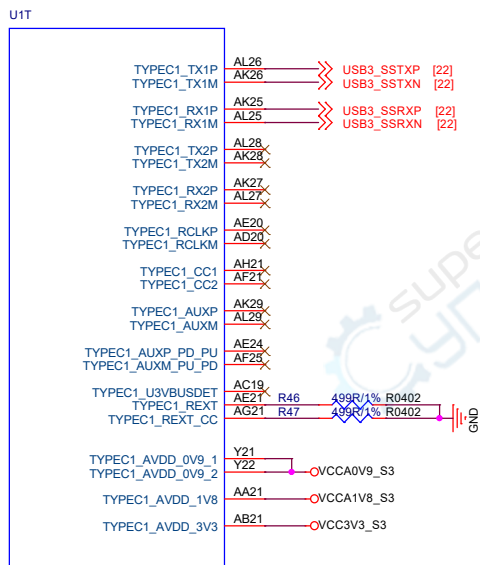 U1T
TYPEC1_TX1P AL26 USB3_SSTXP [22]
TYPEC1_TX1M AK26 USB3_SSTXN [22]
TYPEC1_RX1P AK25 USB3_SSRXP [22]
TYPEC1_RX1M AL25 USB3_SSRXN [22]
TYPEC1_TX2P AL28
TYPEC1_TX2M AK28
TYPEC1_RX2P AK27
TYPEC1_RX2M AL27
TYPEC1_RCLKP AE20
TYPEC1_RCLKM AD20
TYPEC1_CC1 AH21
TYPEC1_CC2 AF21
TYPEC1_AUXP AK29
TYPEC1_AUXM AL29
TYPEC1_AUXP_PD_PU AE24
TYPEC1_AUXM_PU_PD AF25
TYPEC1_U3VBUSDET AC19
TYPEC1_REXT AE21 R46 499R/1% R0402
TYPEC1_REXT_CC AG21 R47 499R/1% R0402
GND
TYPEC1_AVDD_0V9_1 Y21
TYPEC1_AVDD_0V9_2 Y22 VCCA0V9_S3
TYPEC1_AVDD_1V8 AA21 VCCA1V8_S3
TYPEC1_AVDD_3V3 AB21 VCC3V3_S3